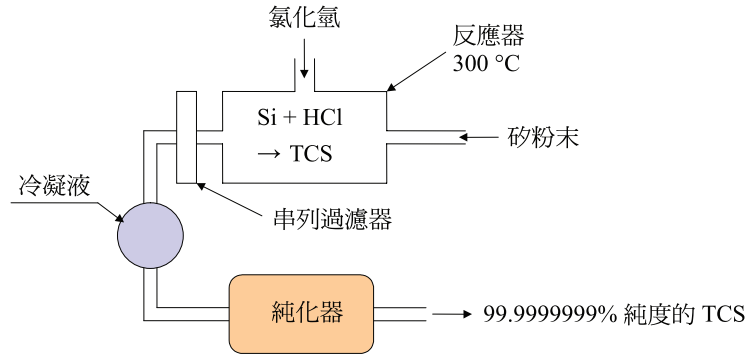 氯化氫
反應器
300 °C
Si + HCl
→ TCS
矽粉末
冷凝液
串列過濾器
純化器
99.9999999% 純度的 TCS